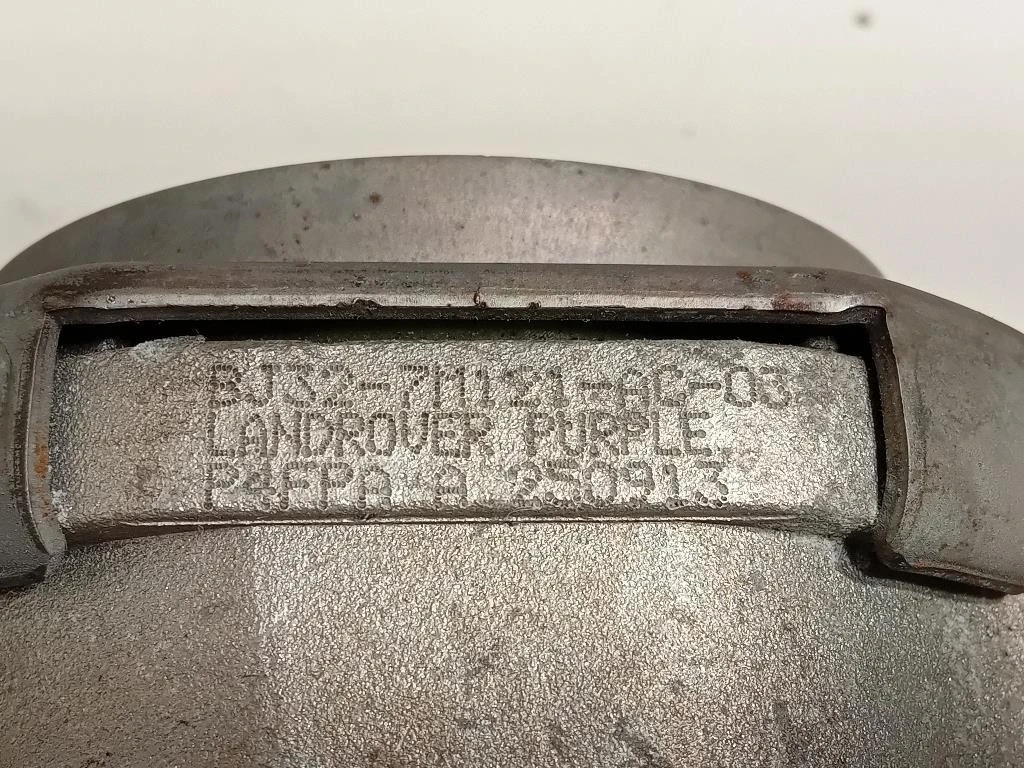 BJ32-7M121-AC-03
LANDROVER PURPLE
P4FPA A 250913